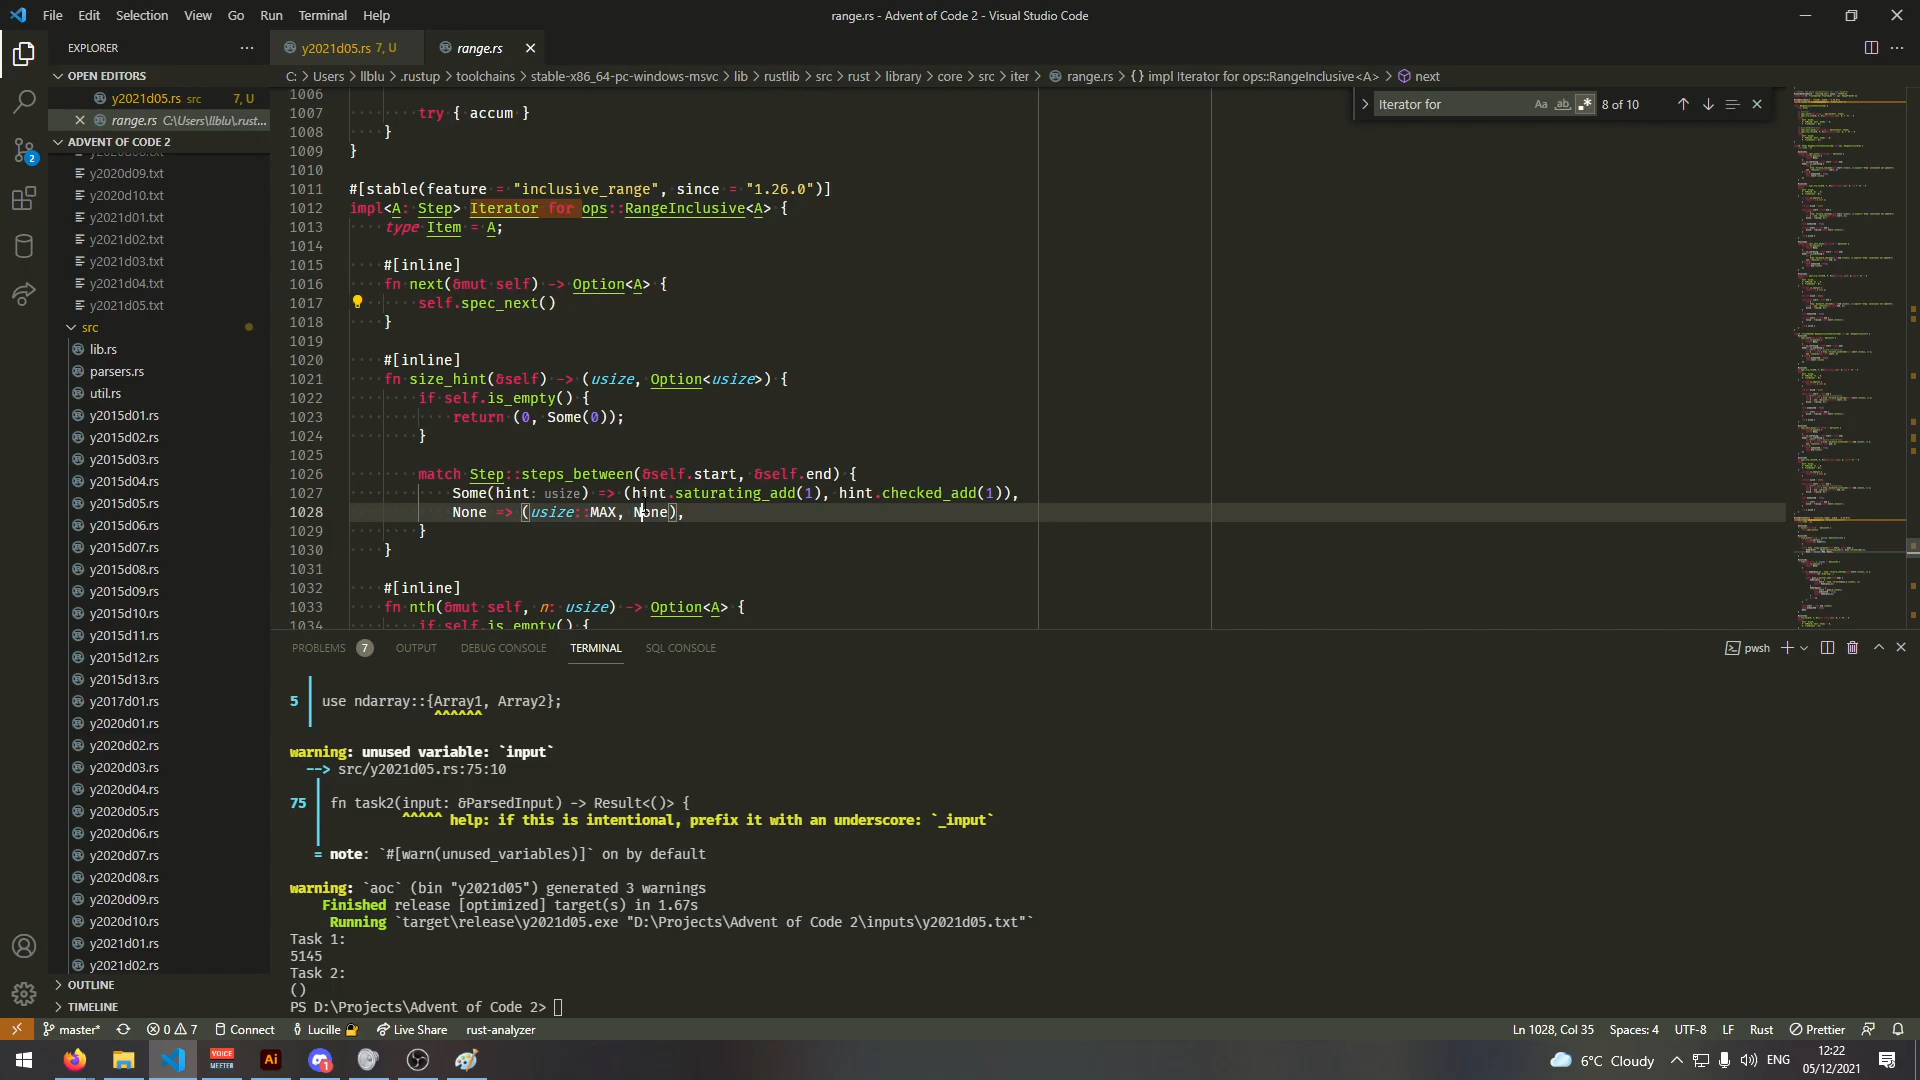 File Edit Selection View Go Run Terminal Help
range.rs - Advent of Code 2 - Visual Studio Code
EXPLORER
OPEN EDITORS
y2021d05.rs src 7, U
range.rs C:\Users\llblu\.rust...
ADVENT OF CODE 2
y2020d09.txt
y2020d10.txt
y2021d01.txt
y2021d02.txt
y2021d03.txt
y2021d04.txt
y2021d05.txt
src
lib.rs
parsers.rs
util.rs
y2015d01.rs
y2015d02.rs
y2015d03.rs
y2015d04.rs
y2015d05.rs
y2015d06.rs
y2015d07.rs
y2015d08.rs
y2015d09.rs
y2015d10.rs
y2015d11.rs
y2015d12.rs
y2015d13.rs
y2017d01.rs
y2020d01.rs
y2020d02.rs
y2020d03.rs
y2020d04.rs
y2020d05.rs
y2020d06.rs
y2020d07.rs
y2020d08.rs
y2020d09.rs
y2020d10.rs
y2021d01.rs
y2021d02.rs
OUTLINE
TIMELINE
2
y2021d05.rs 7, U
range.rs
C: > Users > llblu > .rustup > toolchains > stable-x86_64-pc-windows-msvc > lib > rustlib > src > rust > library > core > src > iter > range.rs > {} impl Iterator for ops::RangeInclusive<A> > next
Iterator for Aa ab .* 8 of 10
1006
1007 try { accum }
1008 }
1009 }
1010
1011 #[stable(feature = "inclusive_range", since = "1.26.0")]
1012 impl<A: Step> Iterator for ops::RangeInclusive<A> {
1013 type Item = A;
1014
1015 #[inline]
1016 fn next(&mut self) -> Option<A> {
1017 self.spec_next()
1018 }
1019
1020 #[inline]
1021 fn size_hint(&self) -> (usize, Option<usize>) {
1022 if self.is_empty() {
1023 return (0, Some(0));
1024 }
1025
1026 match Step::steps_between(&self.start, &self.end) {
1027 Some(hint: usize) => (hint.saturating_add(1), hint.checked_add(1)),
1028 None => (usize::MAX, None),
1029 }
1030 }
1031
1032 #[inline]
1033 fn nth(&mut self, n: usize) -> Option<A> {
1034 if self.is_empty() {
PROBLEMS 7 OUTPUT DEBUG CONSOLE TERMINAL SQL CONSOLE
pwsh
5 | use ndarray::{Array1, Array2};
^^^^^^
warning: unused variable: `input`
--> src/y2021d05.rs:75:10
75 | fn task2(input: &ParsedInput) -> Result<()> {
^^^^^ help: if this is intentional, prefix it with an underscore: `_input`
= note: `#[warn(unused_variables)]` on by default
warning: `aoc` (bin "y2021d05") generated 3 warnings
Finished release [optimized] target(s) in 1.67s
Running `target\release\y2021d05.exe "D:\Projects\Advent of Code 2\inputs\y2021d05.txt"`
Task 1:
5145
Task 2:
()
PS D:\Projects\Advent of Code 2>
master* 0 7 Connect Lucille Live Share rust-analyzer
Ln 1028, Col 35 Spaces: 4 UTF-8 LF Rust Prettier
VOICE MEETER Ai 1
6°C Cloudy ENG
12:22
05/12/2021